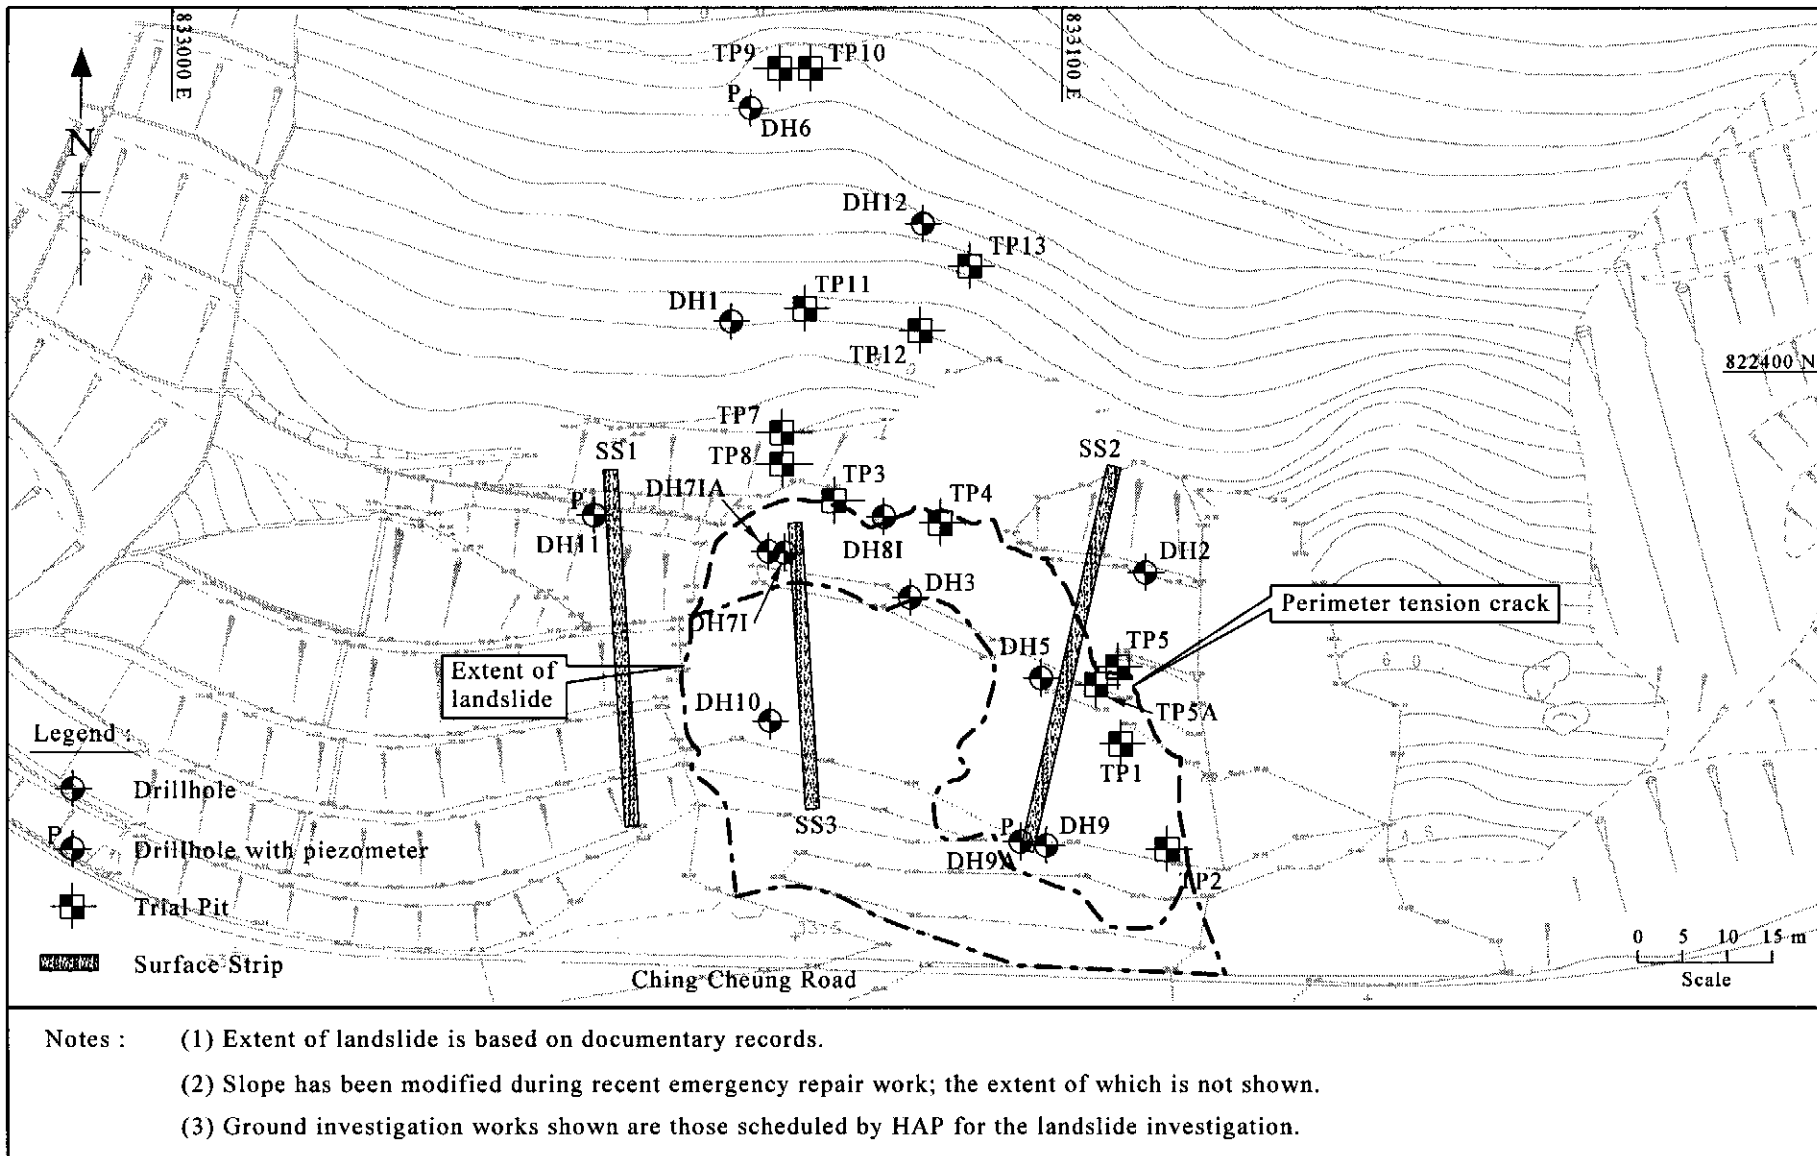 833000 E
833100 E
TP9
TP10
P
DH6
N
DH12
TP13
TP11
DH1
TP12
822400 N
TP7
SS1
TP8
SS2
DH7IA
TP3
TP4
P
DH11
DH8I
DH2
DH3
Perimeter tension crack
DH7I
DH5
TP5
Extent of
landslide
6 0
DH10
TP5A
Legend :
TP1
Drillhole
SS3
P
DH9
4 5
P
Drillhole with piezometer
DH9A
TP2
Trial Pit
0 5 10 15 m
Surface Strip
Ching Cheung Road
Scale
Notes : (1) Extent of landslide is based on documentary records.
(2) Slope has been modified during recent emergency repair work; the extent of which is not shown.
(3) Ground investigation works shown are those scheduled by HAP for the landslide investigation.